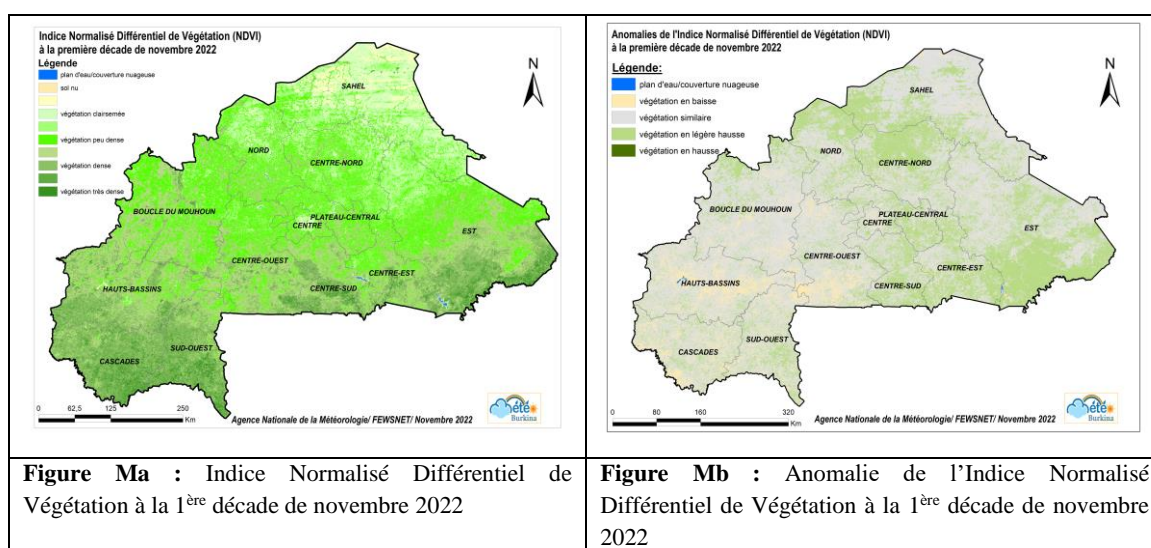 Indice Normalisé Différentiel de Végétation (NDVI)
à la première décade de novembre 2022
Légende
plan d'eau/couverture nuageuse
sol nu
végétation clairsemée
végétation peu dense
végétation dense
végétation très dense
N
SAHEL
NORD
CENTRE-NORD
BOUCLE DU MOUHOUN
PLATEAU-CENTRAL
CENTRE
EST
CENTRE-OUEST
CENTRE-EST
HAUTS-BASSINS
CENTRE-SUD
SUD-OUEST
CASCADES
0 62,5 125 250
Km
Agence Nationale de la Météorologie/ FEWSNET/ Novembre 2022
météo
Burkina
Anomalies de l'Indice Normalisé Différentiel de Végétation (NDVI)
à la première décade de novembre 2022
Légende:
plan d'eau/couverture nuageuse
végétation en baisse
végétation similaire
végétation en légère hausse
végétation en hausse
N
SAHEL
NORD
CENTRE-NORD
BOUCLE DU MOUHOUN
PLATEAU-CENTRAL
CENTRE
EST
CENTRE-OUEST
CENTRE-EST
HAUTS-BASSINS
CENTRE-SUD
SUD-OUEST
CASCADES
0 80 160 320
Km
Agence Nationale de la Météorologie/ FEWSNET/ Novembre 2022
météo
Burkina
Figure Ma : Indice Normalisé Différentiel de
Végétation à la 1ère décade de novembre 2022
Figure Mb : Anomalie de l’Indice Normalisé
Différentiel de Végétation à la 1ère décade de novembre
2022